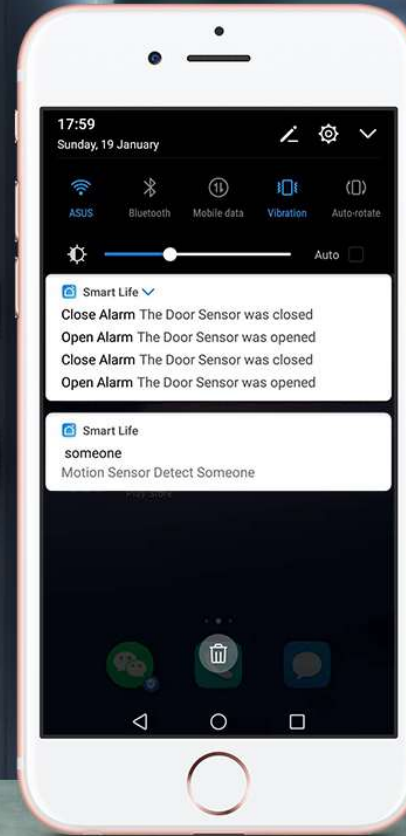 17:59
Sunday, 19 January
ASUS Bluetooth Mobile data Vibration Auto-rotate
Auto
Smart Life
Close Alarm The Door Sensor was closed
Open Alarm The Door Sensor was opened
Close Alarm The Door Sensor was closed
Open Alarm The Door Sensor was opened
Smart Life
someone
Motion Sensor Detect Someone
Play Store